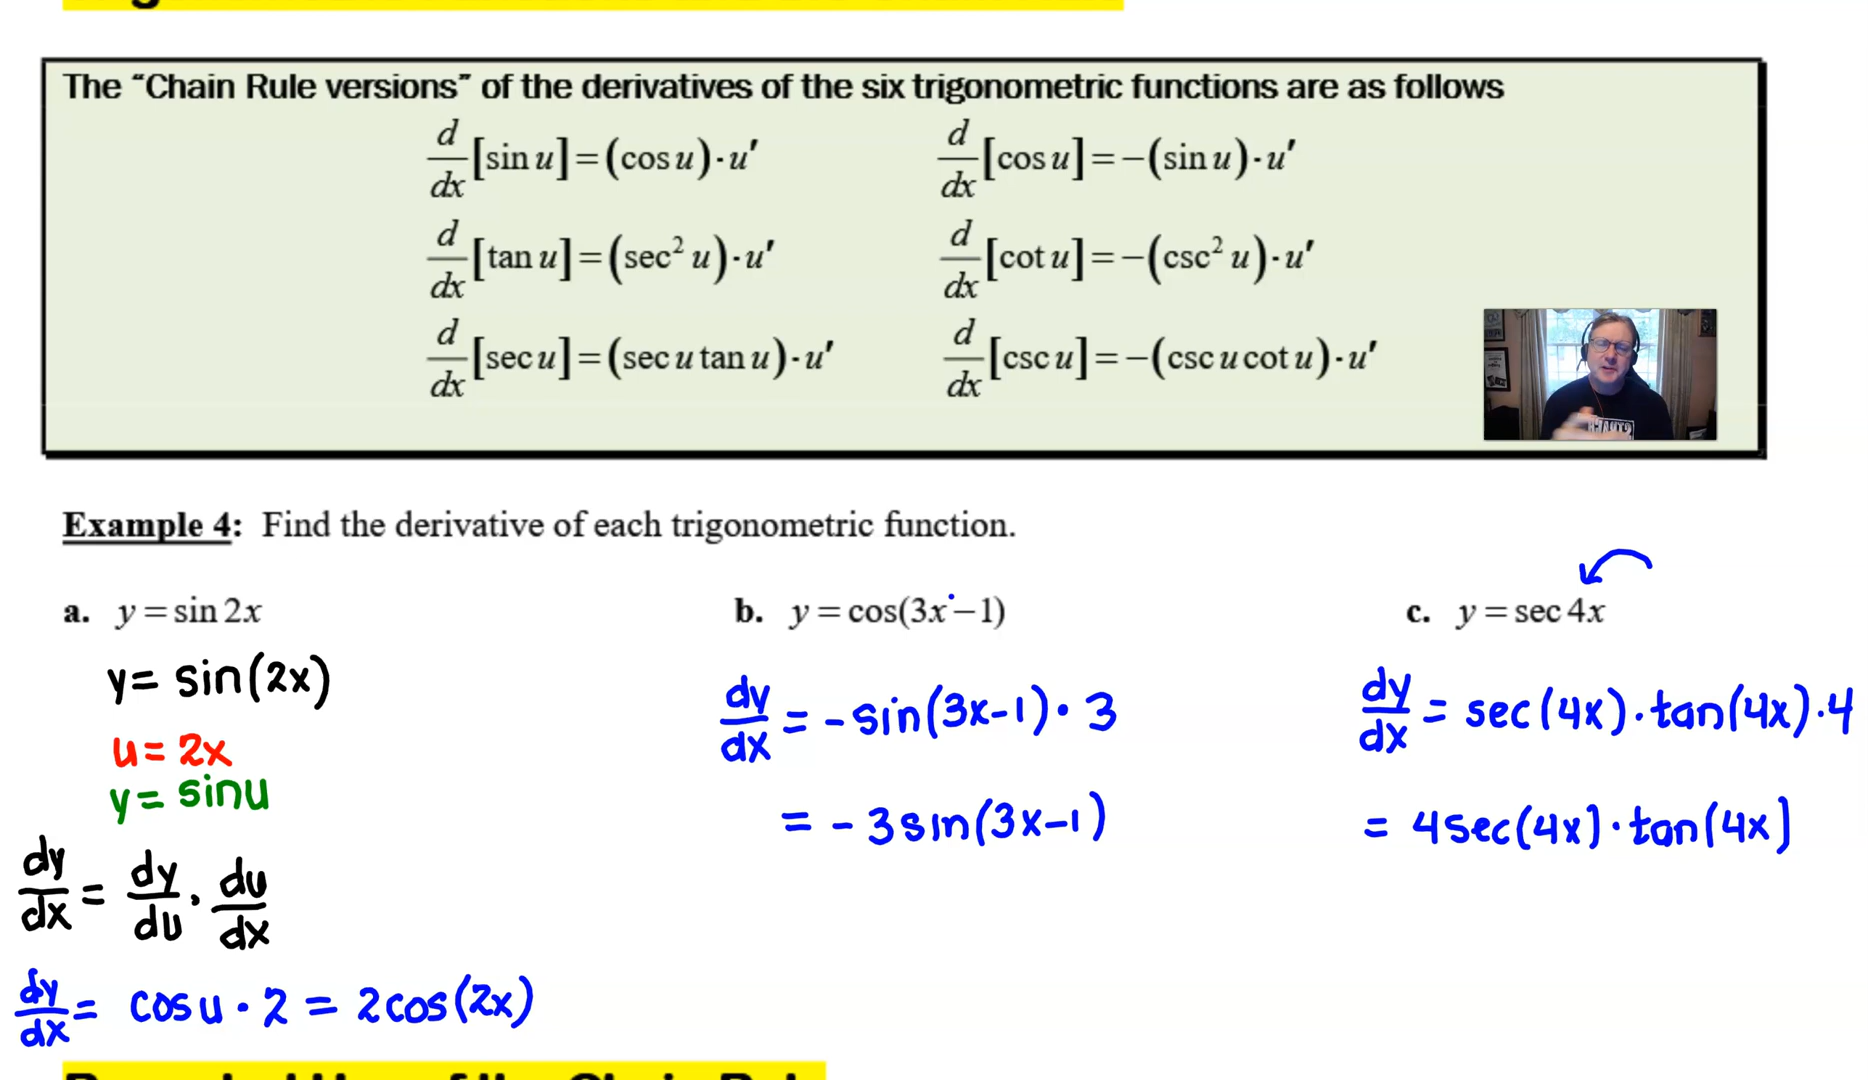 The “Chain Rule versions” of the derivatives of the six trigonometric functions are as follows
d/dx [sin u] = (cos u) · u′    d/dx [cos u] = −(sin u) · u′
d/dx [tan u] = (sec² u) · u′    d/dx [cot u] = −(csc² u) · u′
d/dx [sec u] = (sec u tan u) · u′    d/dx [csc u] = −(csc u cot u) · u′
Example 4: Find the derivative of each trigonometric function.
a. y = sin 2x    b. y = cos(3x − 1)    c. y = sec 4x
y = sin(2x)
u = 2x
y = sinu
dy/dx = dy/du · du/dx
dy/dx = cosu · 2 = 2cos(2x)
dy/dx = -sin(3x-1) · 3
= -3sin(3x-1)
dy/dx = sec(4x) · tan(4x) · 4
= 4sec(4x) · tan(4x)